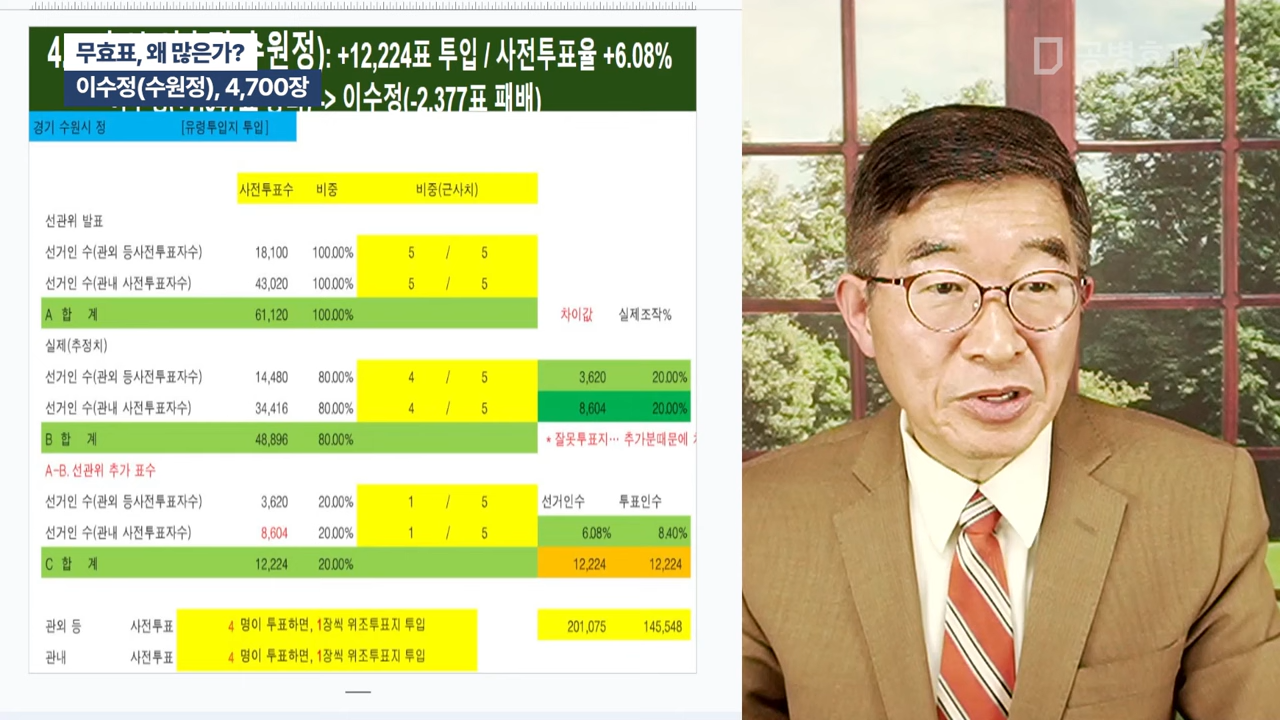 수원정): +12,224표 투입 / 사전투표율 +6.08%
무효표, 왜 많은가?
이수정(수원정), 4,700장
-> 이수정(-2,377표 패배)
경기 수원시 정 [유령투입지 투입]
사전투표수 비중 비중(근사치)
선관위 발표
선거인 수(관외 등사전투표자수) 18,100 100.00% 5 / 5
선거인 수(관내 사전투표자수) 43,020 100.00% 5 / 5
A 합 계 61,120 100.00% 차이값 실제조작%
실제(추정치)
선거인 수(관외 등사전투표자수) 14,480 80.00% 4 / 5 3,620 20.00%
선거인 수(관내 사전투표자수) 34,416 80.00% 4 / 5 8,604 20.00%
B 합 계 48,896 80.00% * 잘못투표지… 추가분때문에
A-B. 선관위 추가 표수
선거인 수(관외 등사전투표자수) 3,620 20.00% 1 / 5 선거인수 투표인수
선거인 수(관내 사전투표자수) 8,604 20.00% 1 / 5 6.08% 8.40%
C 합 계 12,224 20.00% 12,224 12,224
관외 등 사전투표 4 명이 투표하면, 1장씩 위조투표지 투입 201,075 145,548
관내 사전투표 4 명이 투표하면, 1장씩 위조투표지 투입
공병호